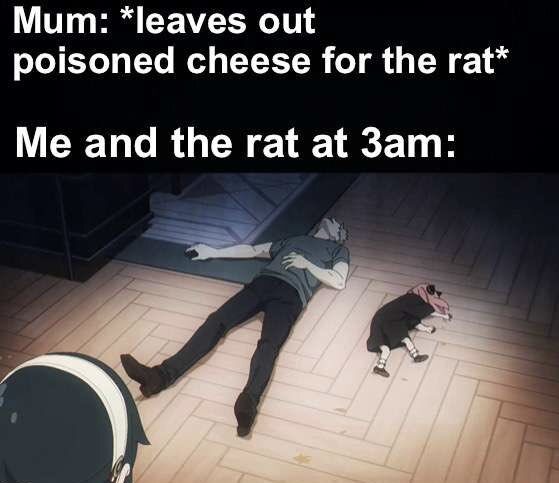 Mum: *leaves out
poisoned cheese for the rat*
Me and the rat at 3am: